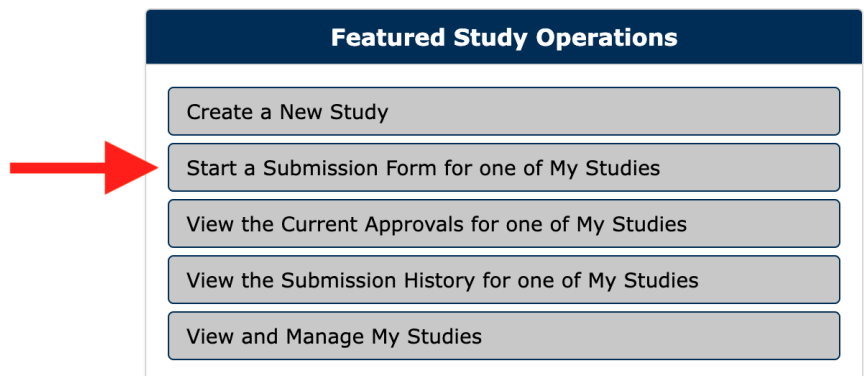 Featured Study Operations
Create a New Study
Start a Submission Form for one of My Studies
View the Current Approvals for one of My Studies
View the Submission History for one of My Studies
View and Manage My Studies